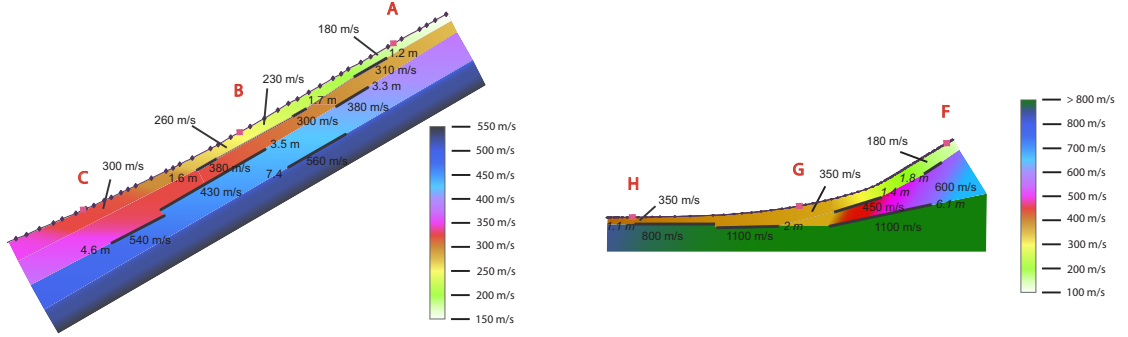 A
180 m/s
1.2 m
310 m/s
3.3 m
B
230 m/s
1.7 m
380 m/s
300 m/s
260 m/s
3.5 m
560 m/s
380 m/s
7.4
C
300 m/s
1.6 m
430 m/s
540 m/s
4.6 m
550 m/s
500 m/s
450 m/s
400 m/s
350 m/s
300 m/s
250 m/s
200 m/s
150 m/s
F
180 m/s
G
350 m/s
1.8 m
600 m/s
1.4 m
450 m/s
6.1 m
H
350 m/s
1.1 m
800 m/s
1100 m/s
2 m
1100 m/s
> 800 m/s
800 m/s
700 m/s
600 m/s
500 m/s
400 m/s
300 m/s
200 m/s
100 m/s